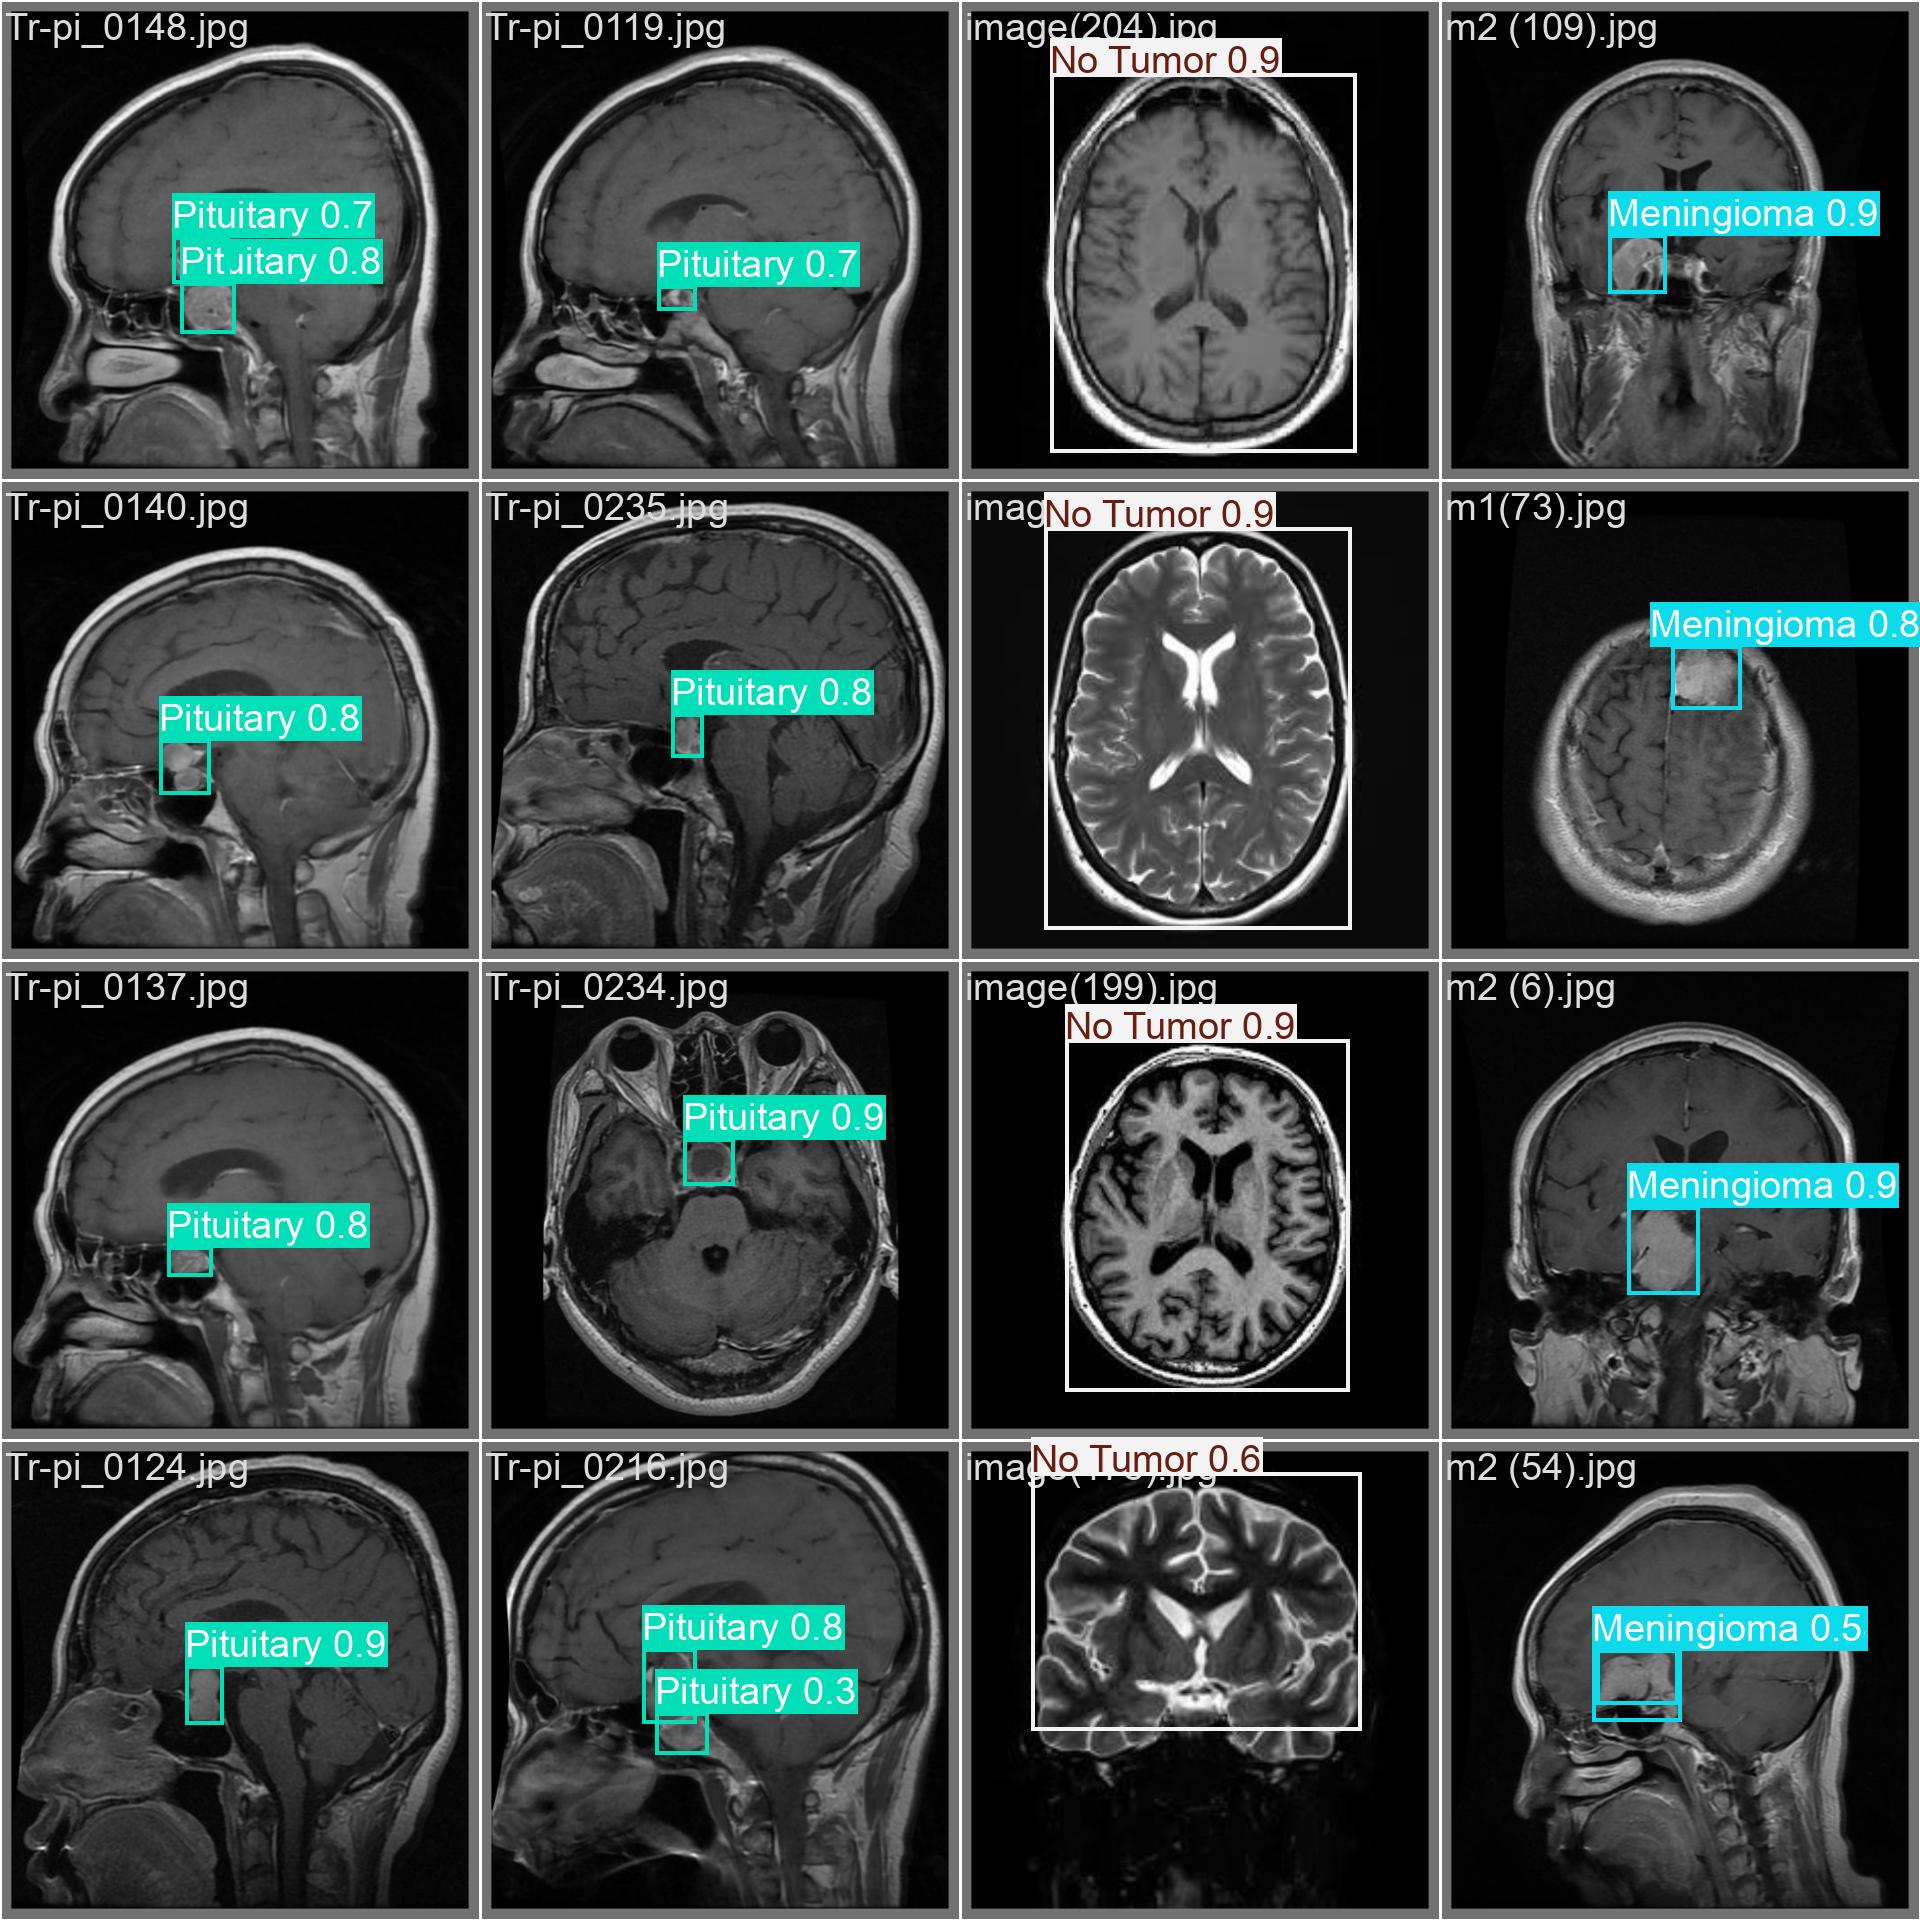 Tr-pi_0148.jpg
Pituitary 0.7
Pituitary 0.8
Tr-pi_0119.jpg
Pituitary 0.7
image(204).jpg
No Tumor 0.9
m2 (109).jpg
Meningioma 0.9
Tr-pi_0140.jpg
Pituitary 0.8
Tr-pi_0235.jpg
Pituitary 0.8
imag
No Tumor 0.9
m1(73).jpg
Meningioma 0.8
Tr-pi_0137.jpg
Pituitary 0.8
Tr-pi_0234.jpg
Pituitary 0.9
image(199).jpg
No Tumor 0.9
m2 (6).jpg
Meningioma 0.9
Tr-pi_0124.jpg
Pituitary 0.9
Tr-pi_0216.jpg
Pituitary 0.8
Pituitary 0.3
No Tumor 0.6
m2 (54).jpg
Meningioma 0.5